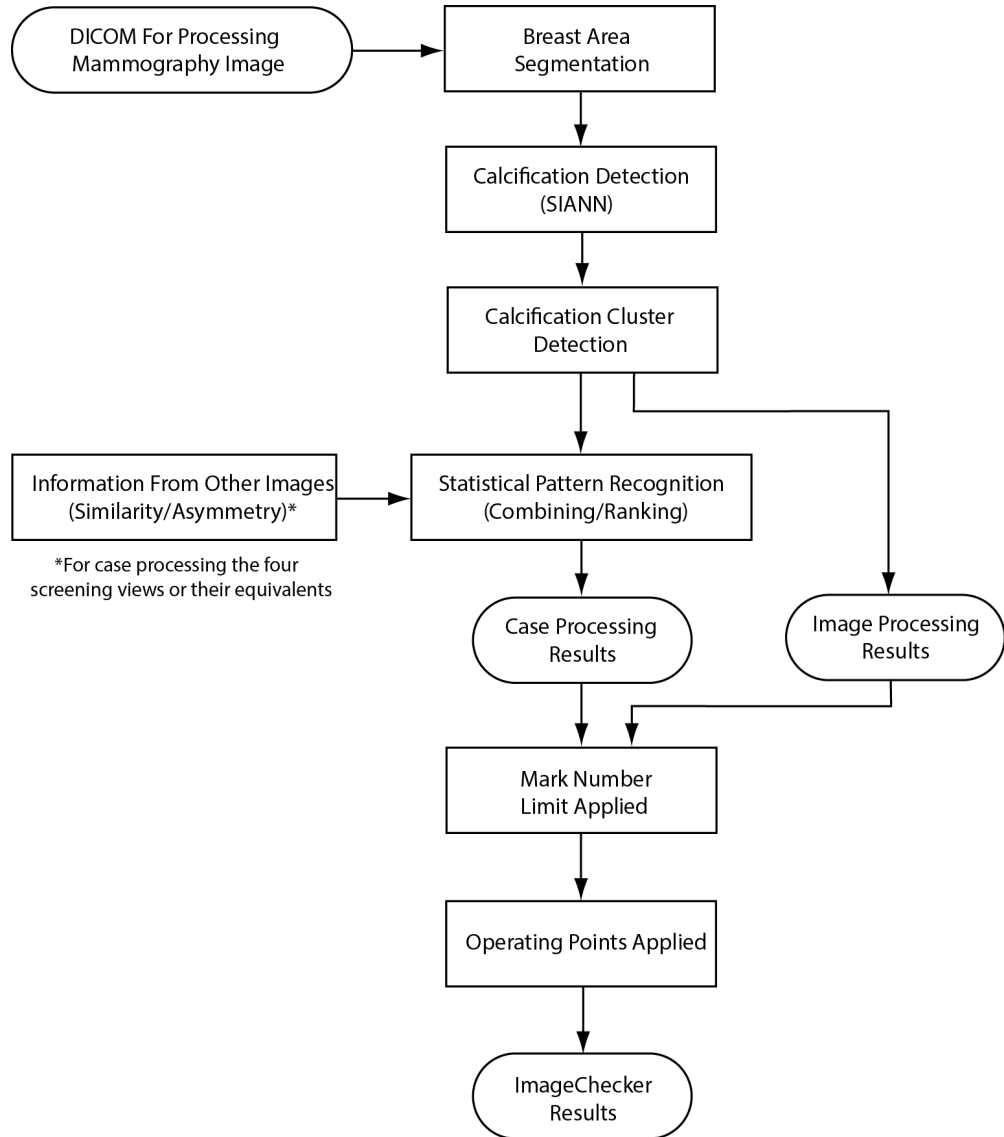 DICOM For Processing
Mammography Image
Breast Area
Segmentation
Calcification Detection
(SIANN)
Calcification Cluster
Detection
Information From Other Images
(Similarity/Asymmetry)*
*For case processing the four
screening views or their equivalents
Statistical Pattern Recognition
(Combining/Ranking)
Case Processing
Results
Image Processing
Results
Mark Number
Limit Applied
Operating Points Applied
ImageChecker
Results